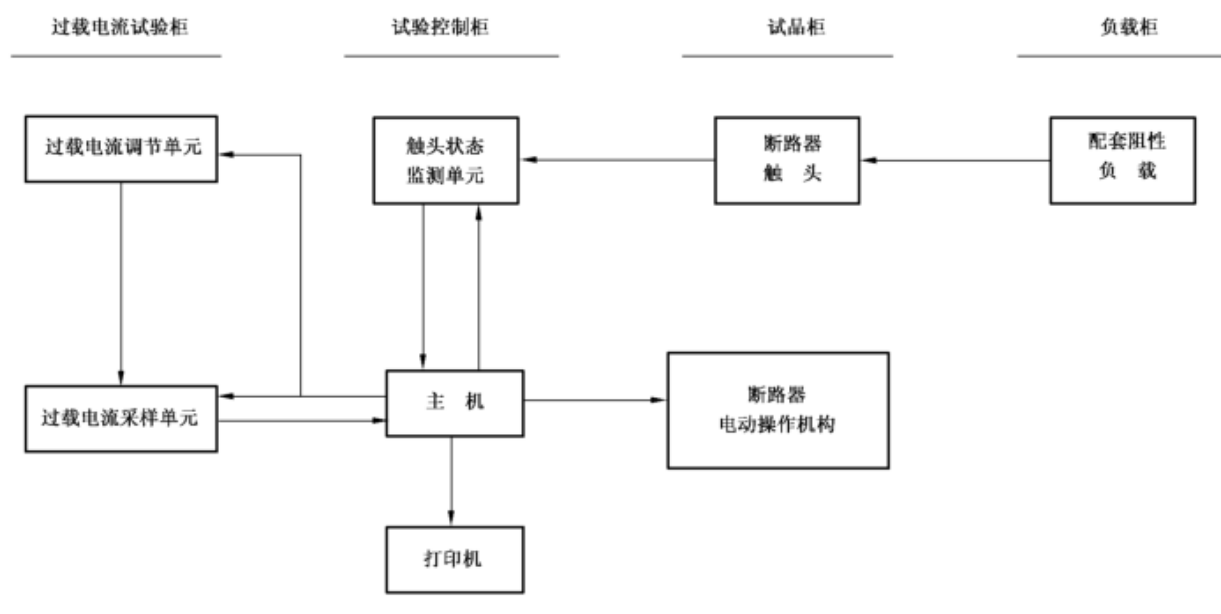 过载电流试验柜
试验控制柜
试品柜
负载柜
过载电流调节单元
触头状态
监测单元
断路器
触 头
配套阻性
负 载
过载电流采样单元
主 机
断路器
电动操作机构
打印机